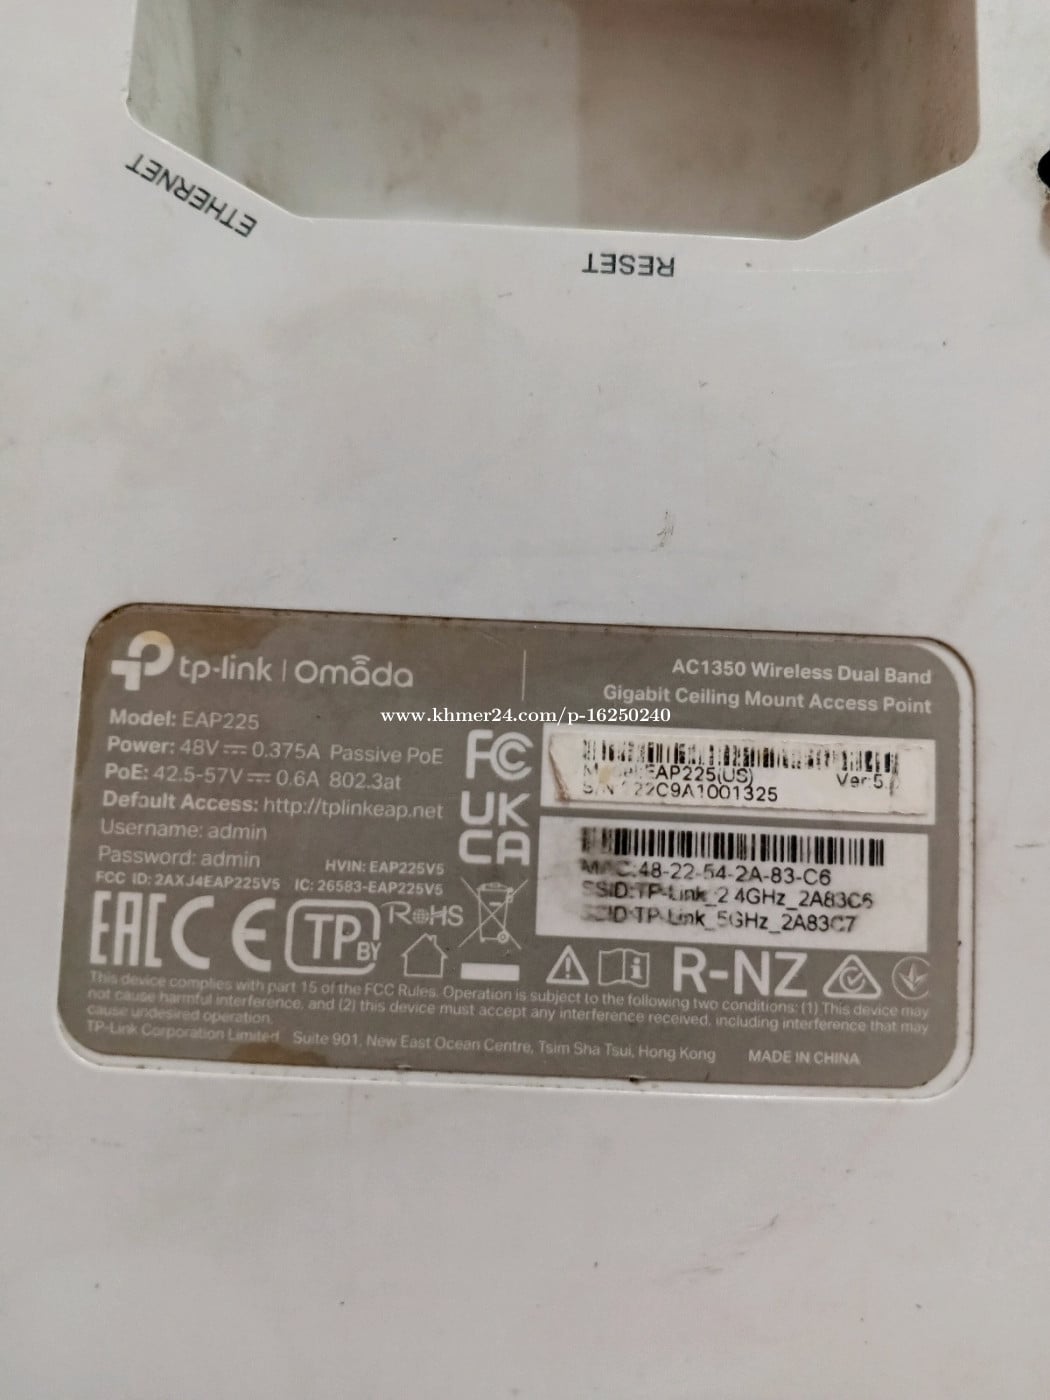 ETHERNET
RESET
tp-link | omada
AC1350 Wireless Dual Band
Gigabit Ceiling Mount Access Point
www.khmer24.com/p-16250240
Model: EAP225
Power: 48V⎓0.375A Passive PoE
PoE: 42.5-57V⎓0.6A 802.3at
Default Access: http://tplinkeap.net
Username: admin
Password: admin
HVIN: EAP225V5
FCC ID: 2AXJ4EAP225V5 IC: 26583-EAP225V5
FC
UK
CA
EAP225(US) Ver:5
S/N:22C9A1001325
MAC:48-22-54-2A-83-C6
SSID:TP-Link_2.4GHz_2A83C6
SSID:TP-Link_5GHz_2A83C7
EAC CE TP BY RoHS
R-NZ
This device complies with part 15 of the FCC Rules. Operation is subject to the following two conditions: (1) This device may
not cause harmful interference, and (2) this device must accept any interference received, including interference that may
cause undesired operation.
TP-Link Corporation Limited Suite 901, New East Ocean Centre, Tsim Sha Tsui, Hong Kong MADE IN CHINA